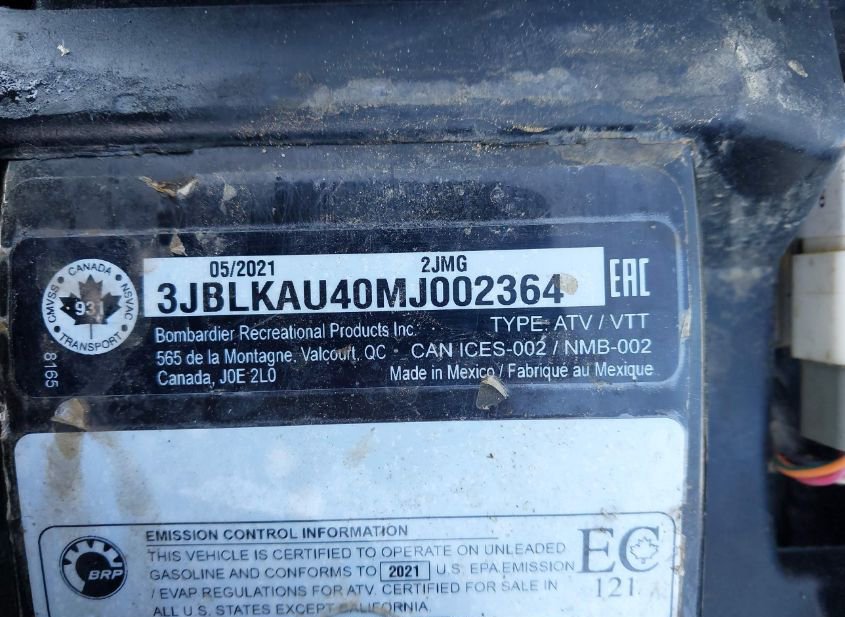 05/2021 2JMG
3JBLKAU40MJ002364
EAC
CANADA
CMVSS NSVAC
931
TRANSPORT
8165
Bombardier Recreational Products Inc. TYPE: ATV / VTT
565 de la Montagne, Valcourt, QC CAN ICES-002 / NMB-002
Canada, J0E 2L0 Made in Mexico / Fabriqué au Mexique
EMISSION CONTROL INFORMATION
THIS VEHICLE IS CERTIFIED TO OPERATE ON UNLEADED
GASOLINE AND CONFORMS TO 2021 U.S. EPA EMISSION
/ EVAP REGULATIONS FOR ATV. CERTIFIED FOR SALE IN
ALL U.S. STATES EXCEPT CALIFORNIA.
BRP
EC
121